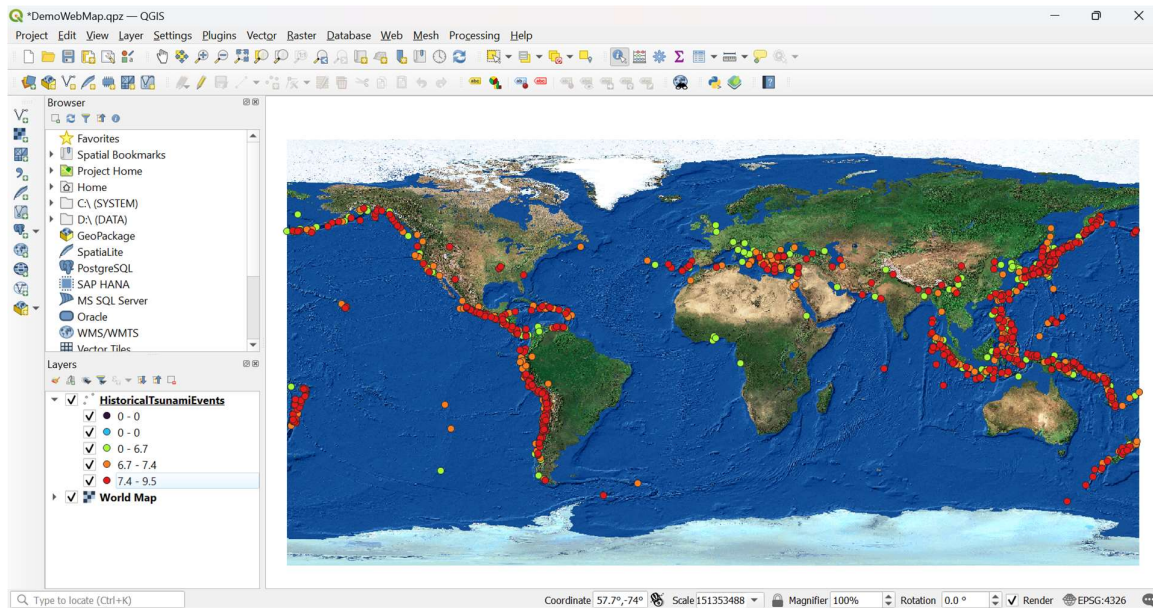 *DemoWebMap.qpz — QGIS
Project Edit View Layer Settings Plugins Vector Raster Database Web Mesh Processing Help
Browser
Favorites
Spatial Bookmarks
Project Home
Home
C:\ (SYSTEM)
D:\ (DATA)
GeoPackage
SpatiaLite
PostgreSQL
SAP HANA
MS SQL Server
Oracle
WMS/WMTS
Vector Tiles
Layers
HistoricalTsunamiEvents
0 - 0
0 - 0
0 - 6.7
6.7 - 7.4
7.4 - 9.5
World Map
Type to locate (Ctrl+K) Coordinate 57.7°,-74° Scale 151353488 Magnifier 100% Rotation 0.0 ° Render EPSG:4326